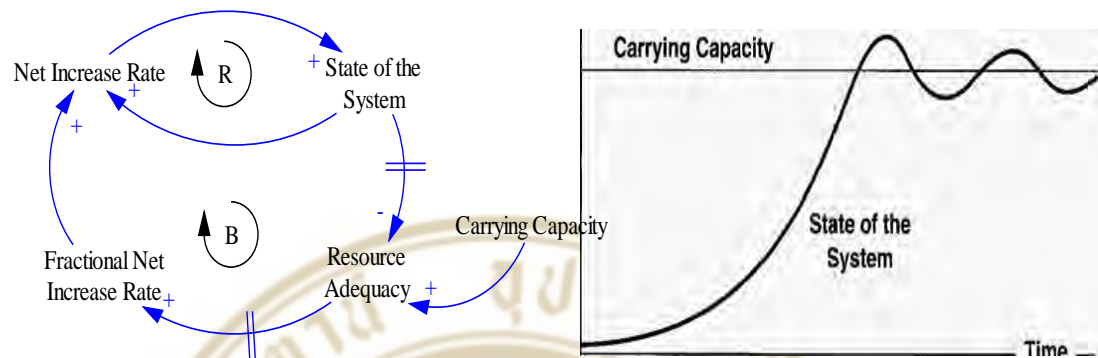 Net Increase Rate
+
R
+
State of the
System
+
B
-
Fractional Net
Increase Rate
+
Resource
Adequacy
+
Carrying Capacity
Carrying Capacity
State of the
System
Time